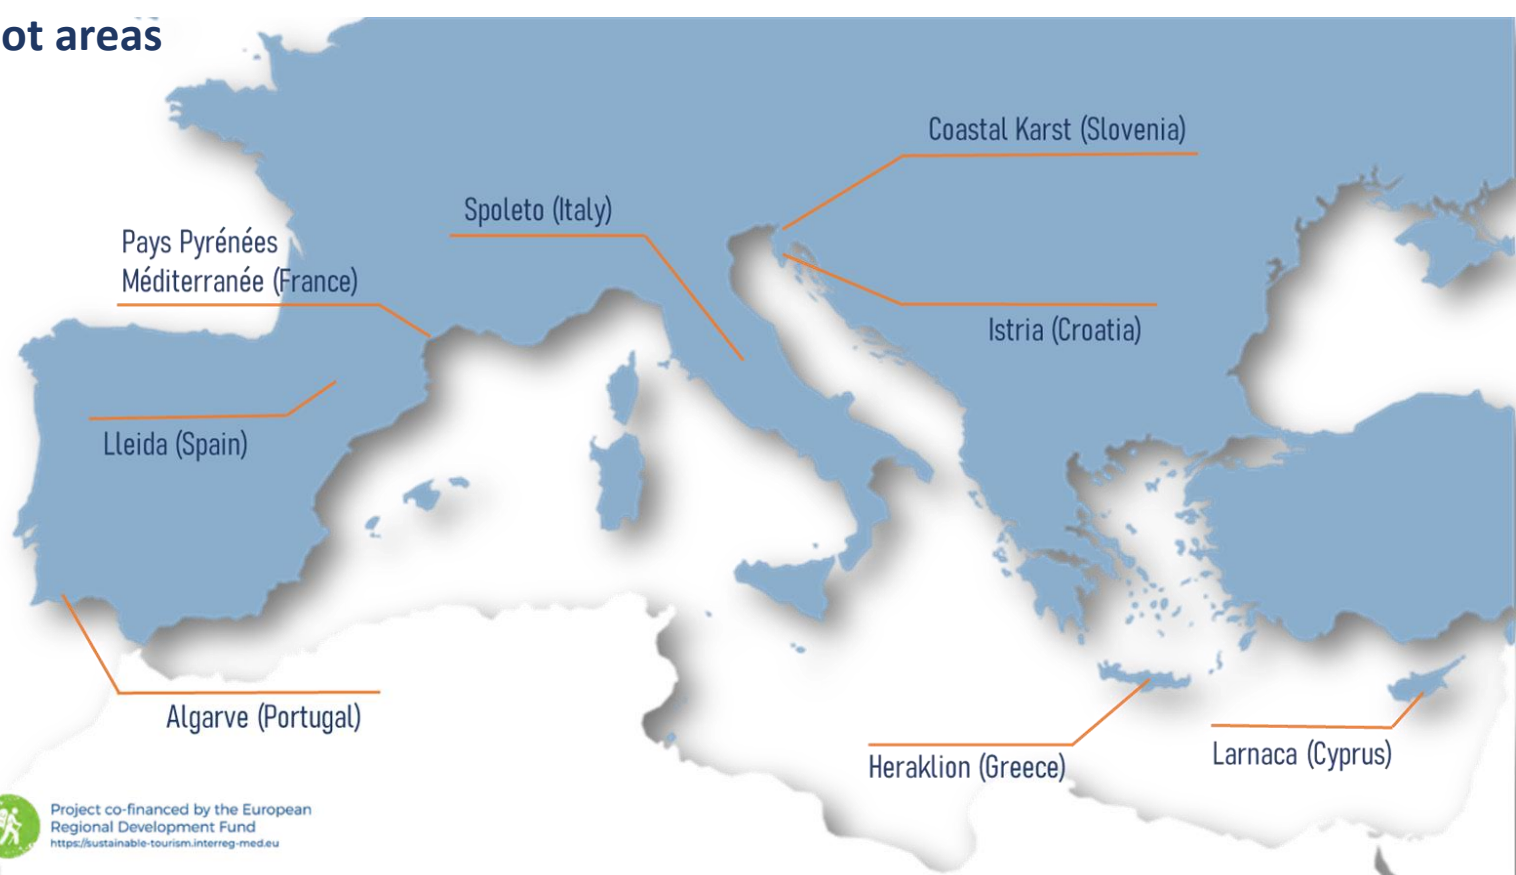 ot areas
Coastal Karst (Slovenia)
Spoleto (Italy)
Pays Pyrénées
Méditerranée (France)
Istria (Croatia)
Lleida (Spain)
Algarve (Portugal)
Heraklion (Greece)
Larnaca (Cyprus)
Project co-financed by the European
Regional Development Fund
https://sustainable-tourism.interreg-med.eu